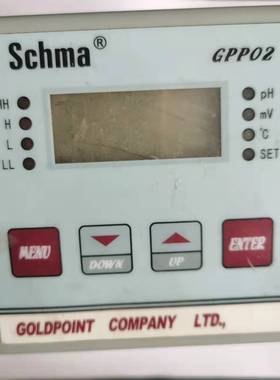 Schma® GPP02
HH pH
H mV
L °C
LL SET
MENU DOWN UP ENTER
GOLDPOINT COMPANY LTD.,